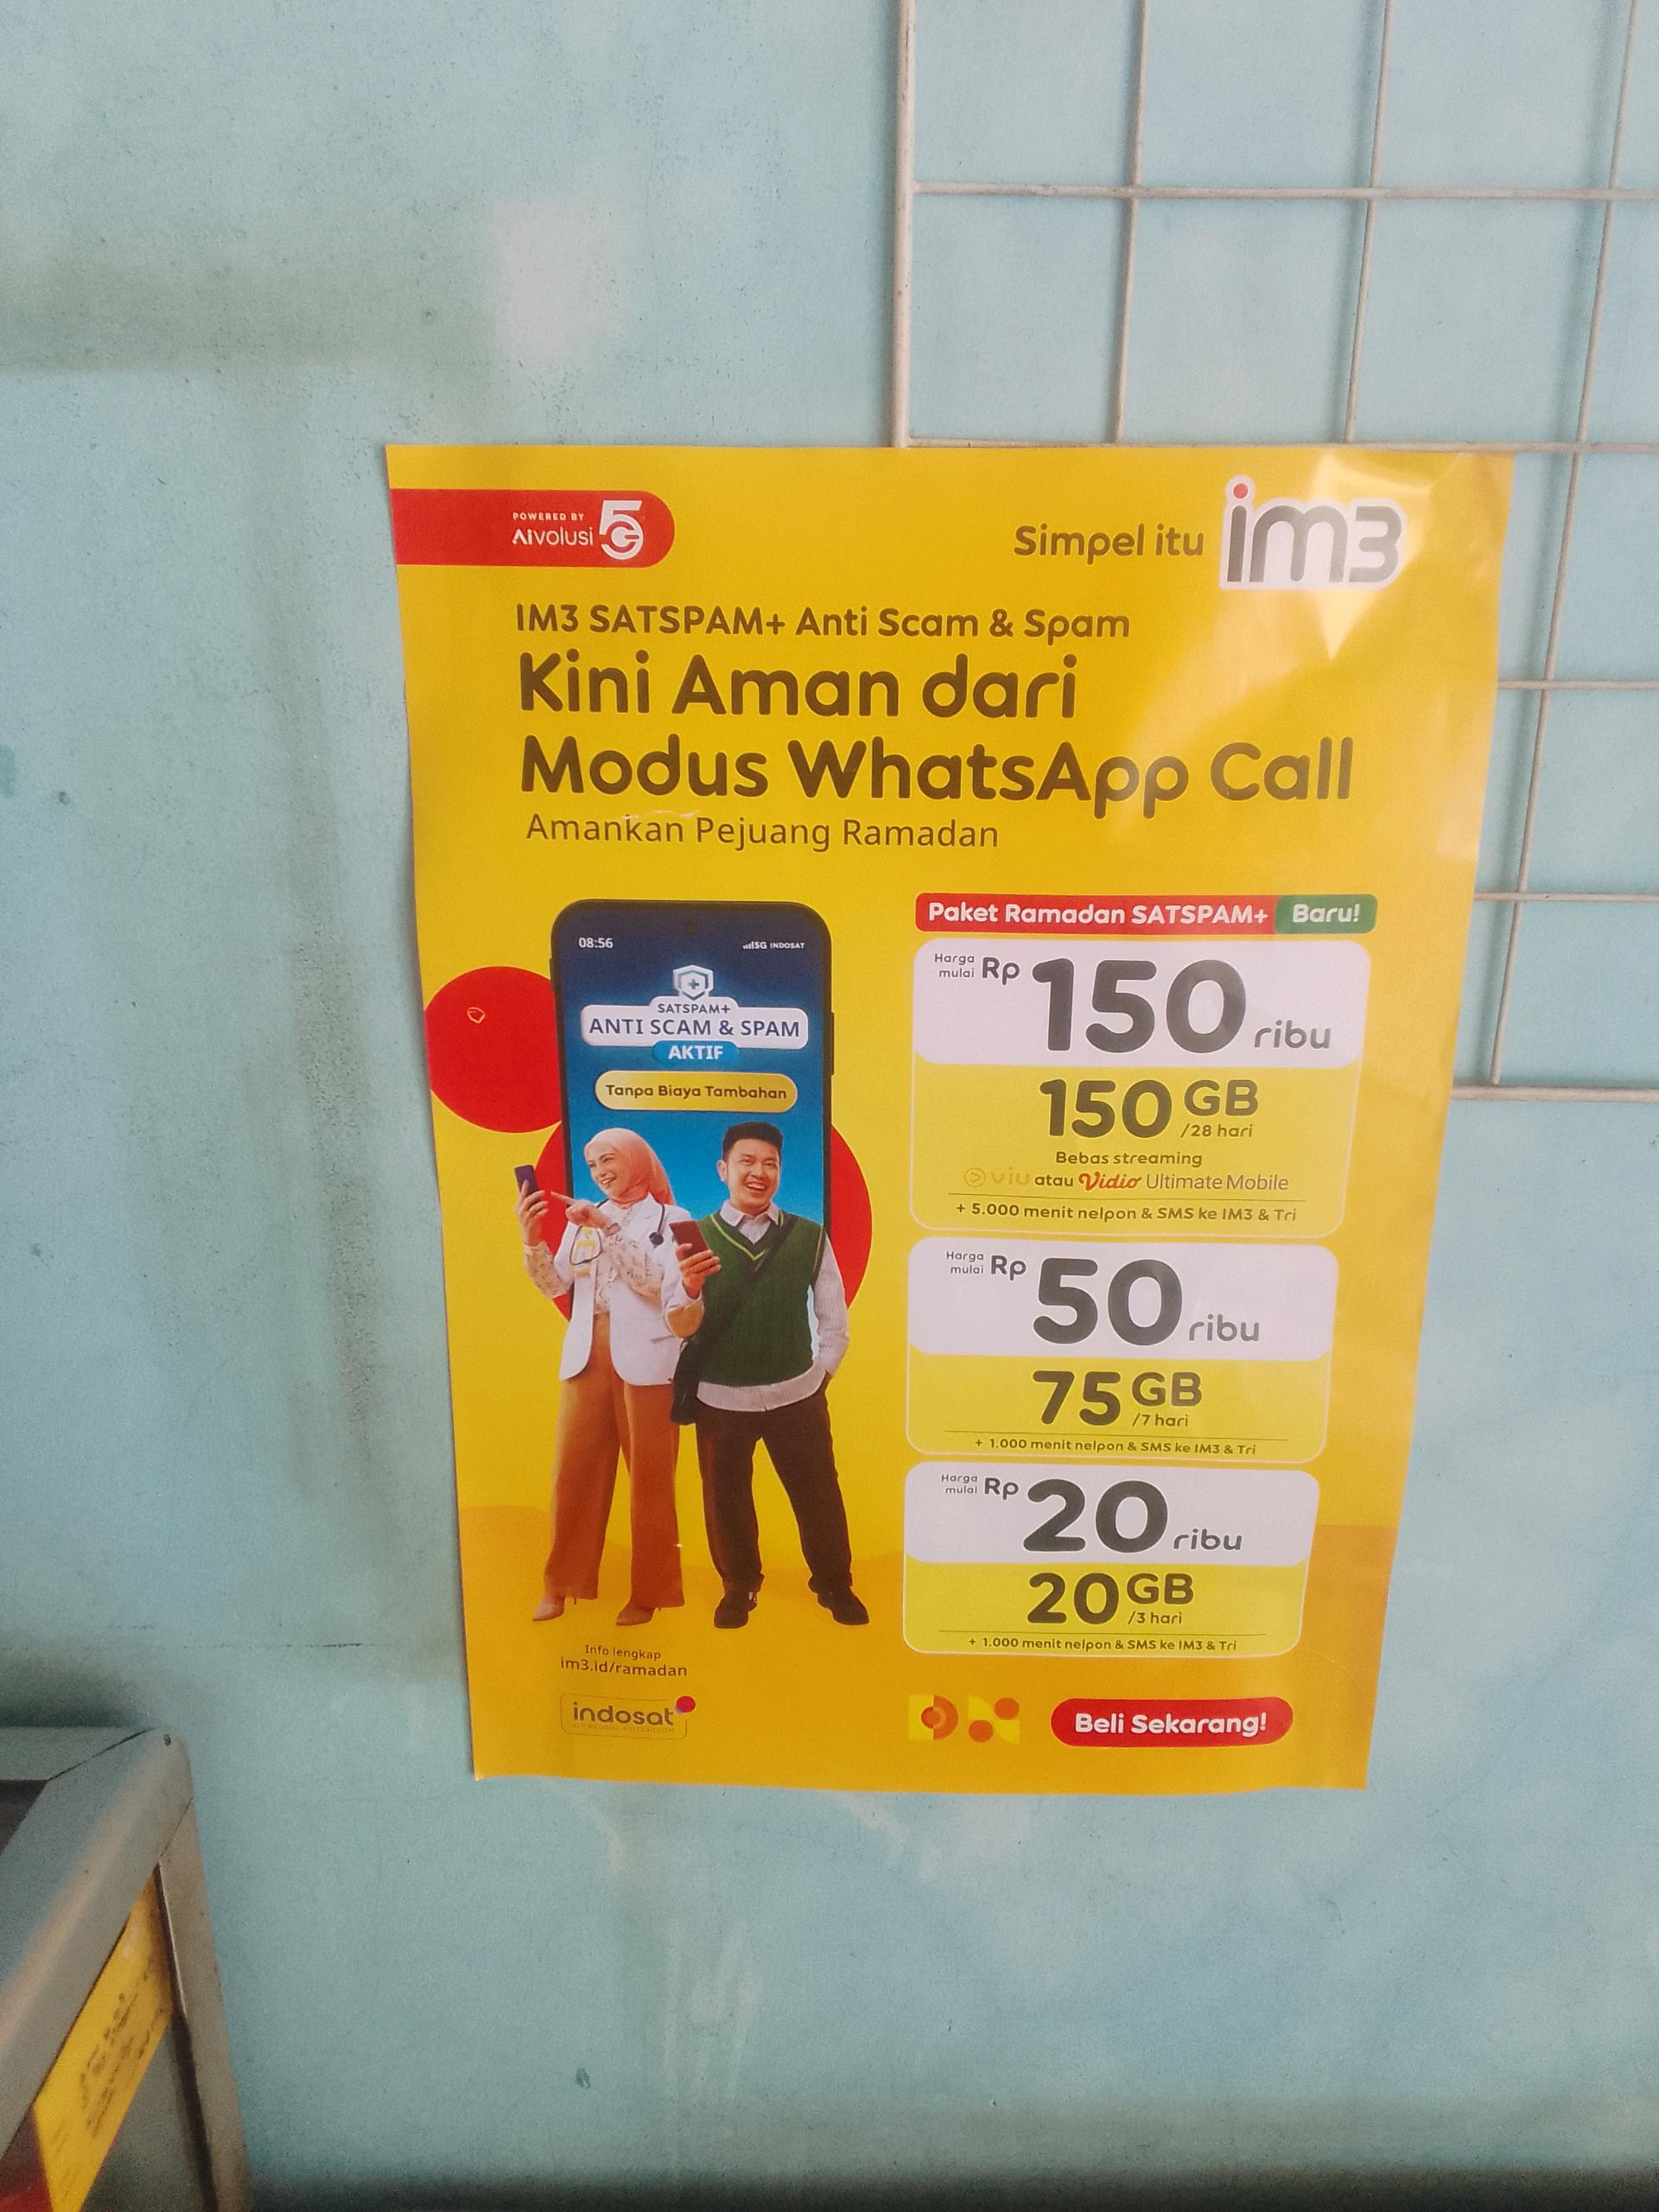 POWERED BY
AIvolusi 5G
Simpel itu im3
IM3 SATSPAM+ Anti Scam & Spam
Kini Aman dari
Modus WhatsApp Call
Amankan Pejuang Ramadan
08:56
5G INDOSAT
SATSPAM+
ANTI SCAM & SPAM
AKTIF
Tanpa Biaya Tambahan
Paket Ramadan SATSPAM+ Baru!
Harga mulai Rp 150 ribu
150 GB
/28 hari
Bebas streaming
viu atau Vidio Ultimate Mobile
+ 5.000 menit nelpon & SMS ke IM3 & Tri
Harga mulai Rp 50 ribu
75 GB
/7 hari
+ 1.000 menit nelpon & SMS ke IM3 & Tri
Harga mulai Rp 20 ribu
20 GB
/3 hari
+ 1.000 menit nelpon & SMS ke IM3 & Tri
Info lengkap
im3.id/ramadan
indosat
Beli Sekarang!